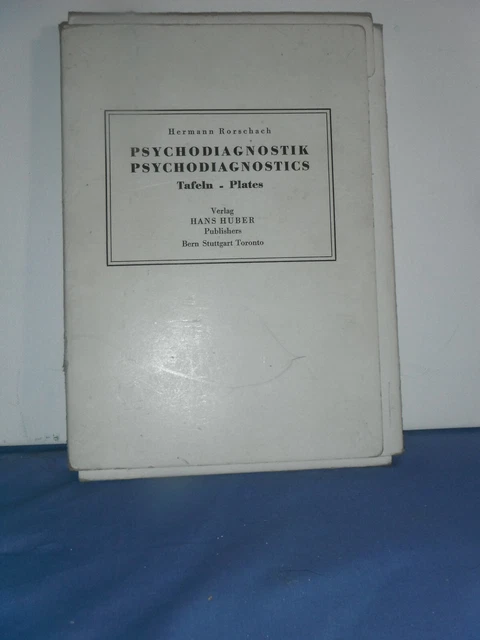 Hermann Rorschach
PSYCHODIAGNOSTIK
PSYCHODIAGNOSTICS
Tafeln - Plates
Verlag
HANS HUBER
Publishers
Bern Stuttgart Toronto